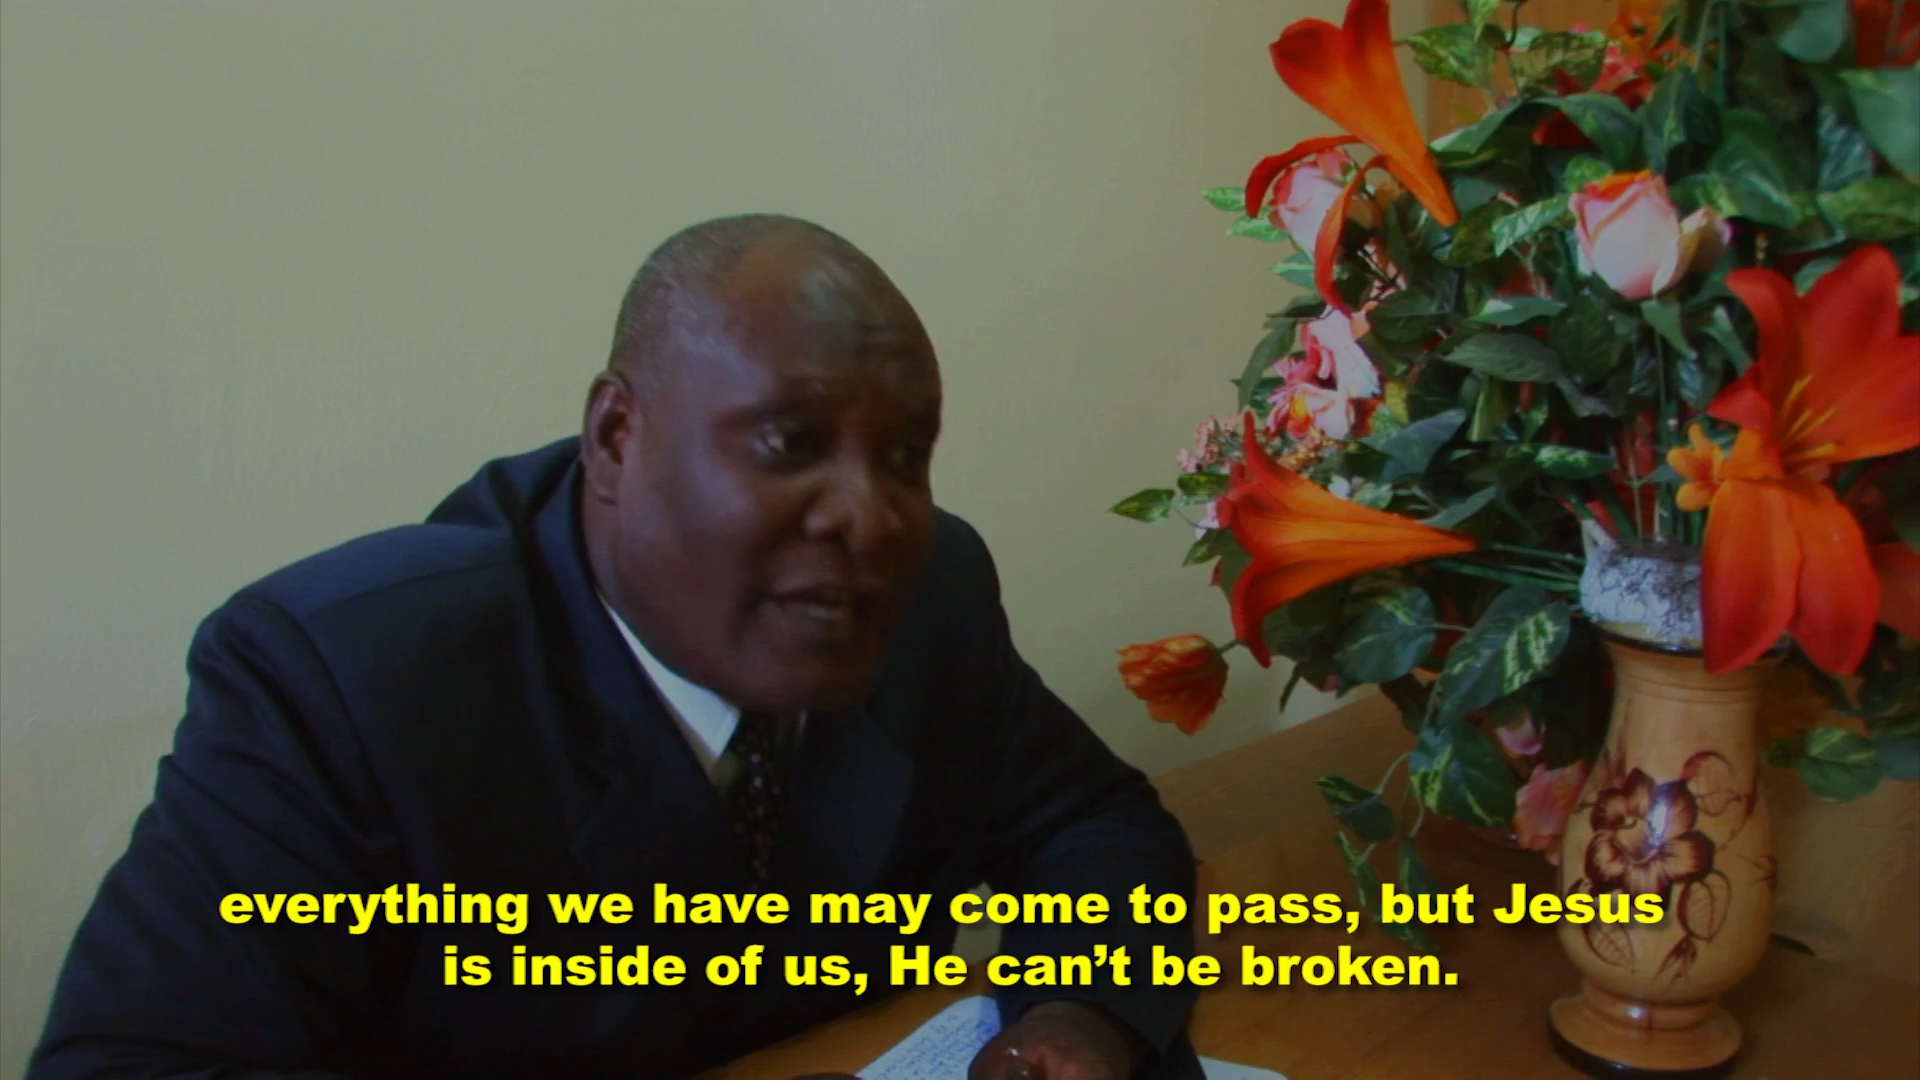 everything we have may come to pass, but Jesus
is inside of us, He can’t be broken.